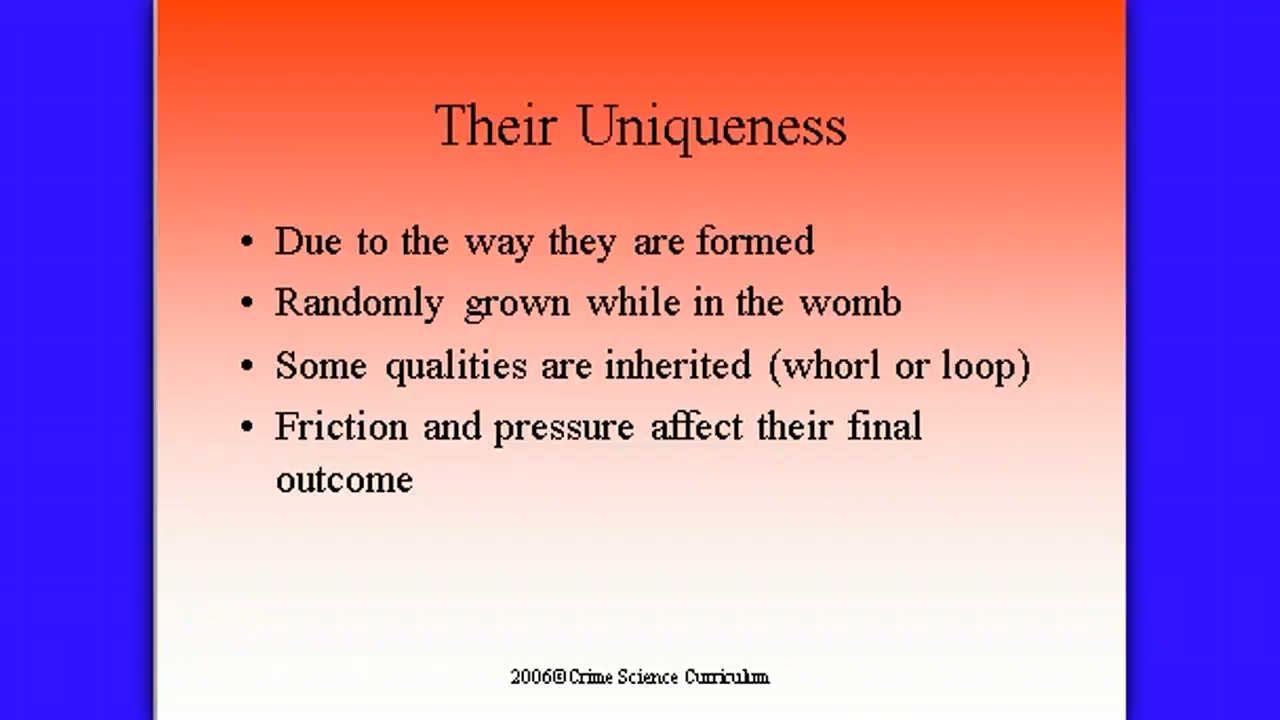 Their Uniqueness
• Due to the way they are formed
• Randomly grown while in the womb
• Some qualities are inherited (whorl or loop)
• Friction and pressure affect their final
outcome
2006©Crime Science Curriculum